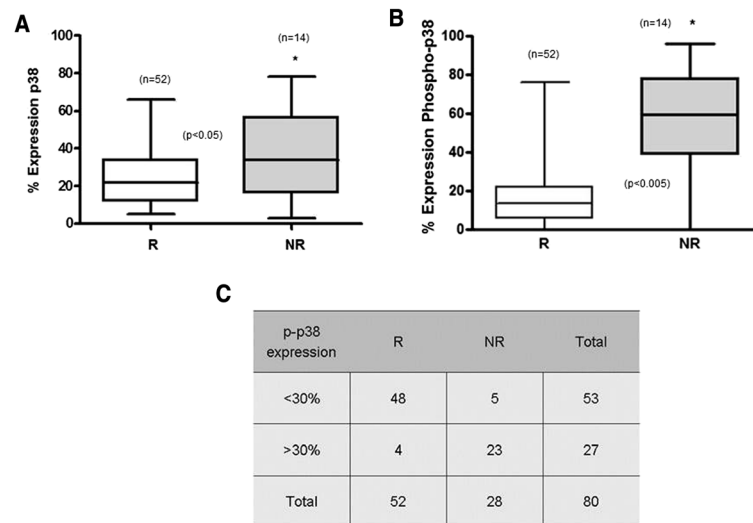 A
% Expression p38
100
80
60
40
20
0
(n=52)
(p<0.05)
(n=14)
*
R
NR
B
% Expression Phospho-p38
100
80
60
40
20
0
(n=52)
(n=14)
*
(p<0.005)
R
NR
C
p-p38 expression R NR Total
<30% 48 5 53
>30% 4 23 27
Total 52 28 80